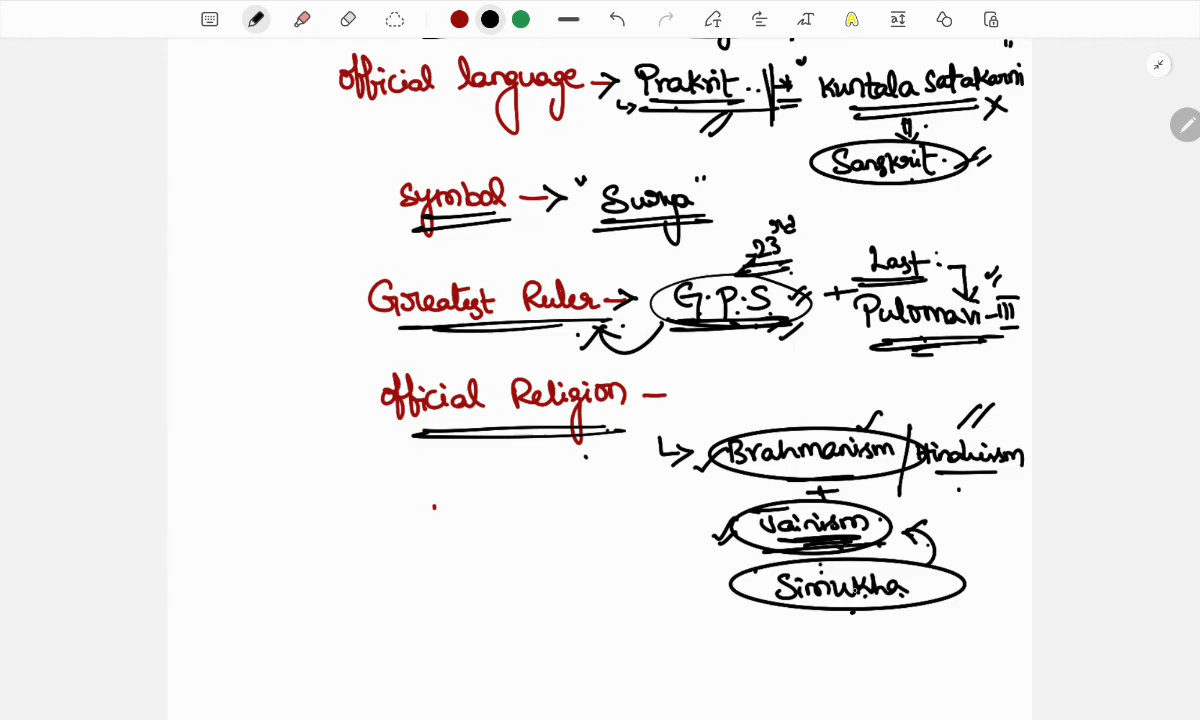 official language → Prakrit.. → "Kuntala Satakarni"
Sanskrit.
Symbol → "Surya"
23rd
Greatest Ruler → G.P.S. + Last:
Pulomavi-III
official Religion -
↳ Brahmanism / Hinduism
+
Jainism
Simukha